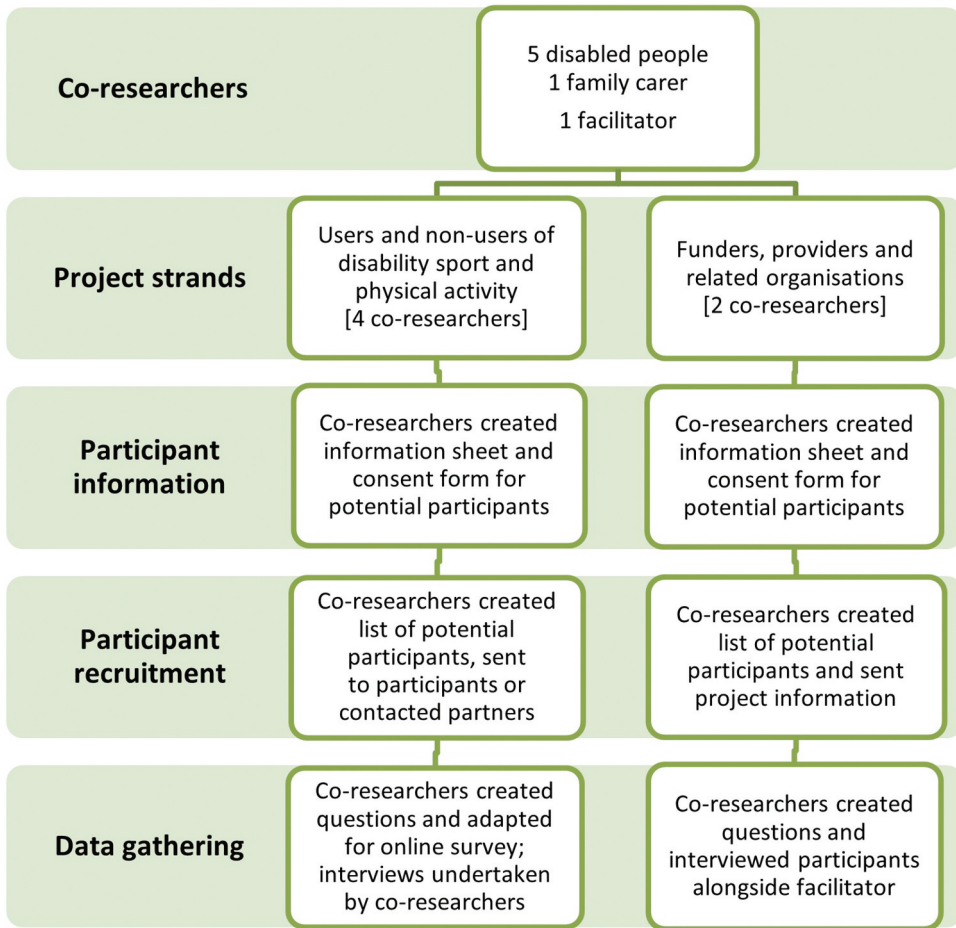 Co-researchers
5 disabled people
1 family carer
1 facilitator
Project strands
Users and non-users of
disability sport and
physical activity
[4 co-researchers]
Funders, providers and
related organisations
[2 co-researchers]
Participant
information
Co-researchers created
information sheet and
consent form for
potential participants
Co-researchers created
information sheet and
consent form for
potential participants
Participant
recruitment
Co-researchers created
list of potential
participants, sent
to participants or
contacted partners
Co-researchers created
list of potential
participants and sent
project information
Data gathering
Co-researchers created
questions and adapted
for online survey;
interviews undertaken
by co-researchers
Co-researchers created
questions and
interviewed participants
alongside facilitator